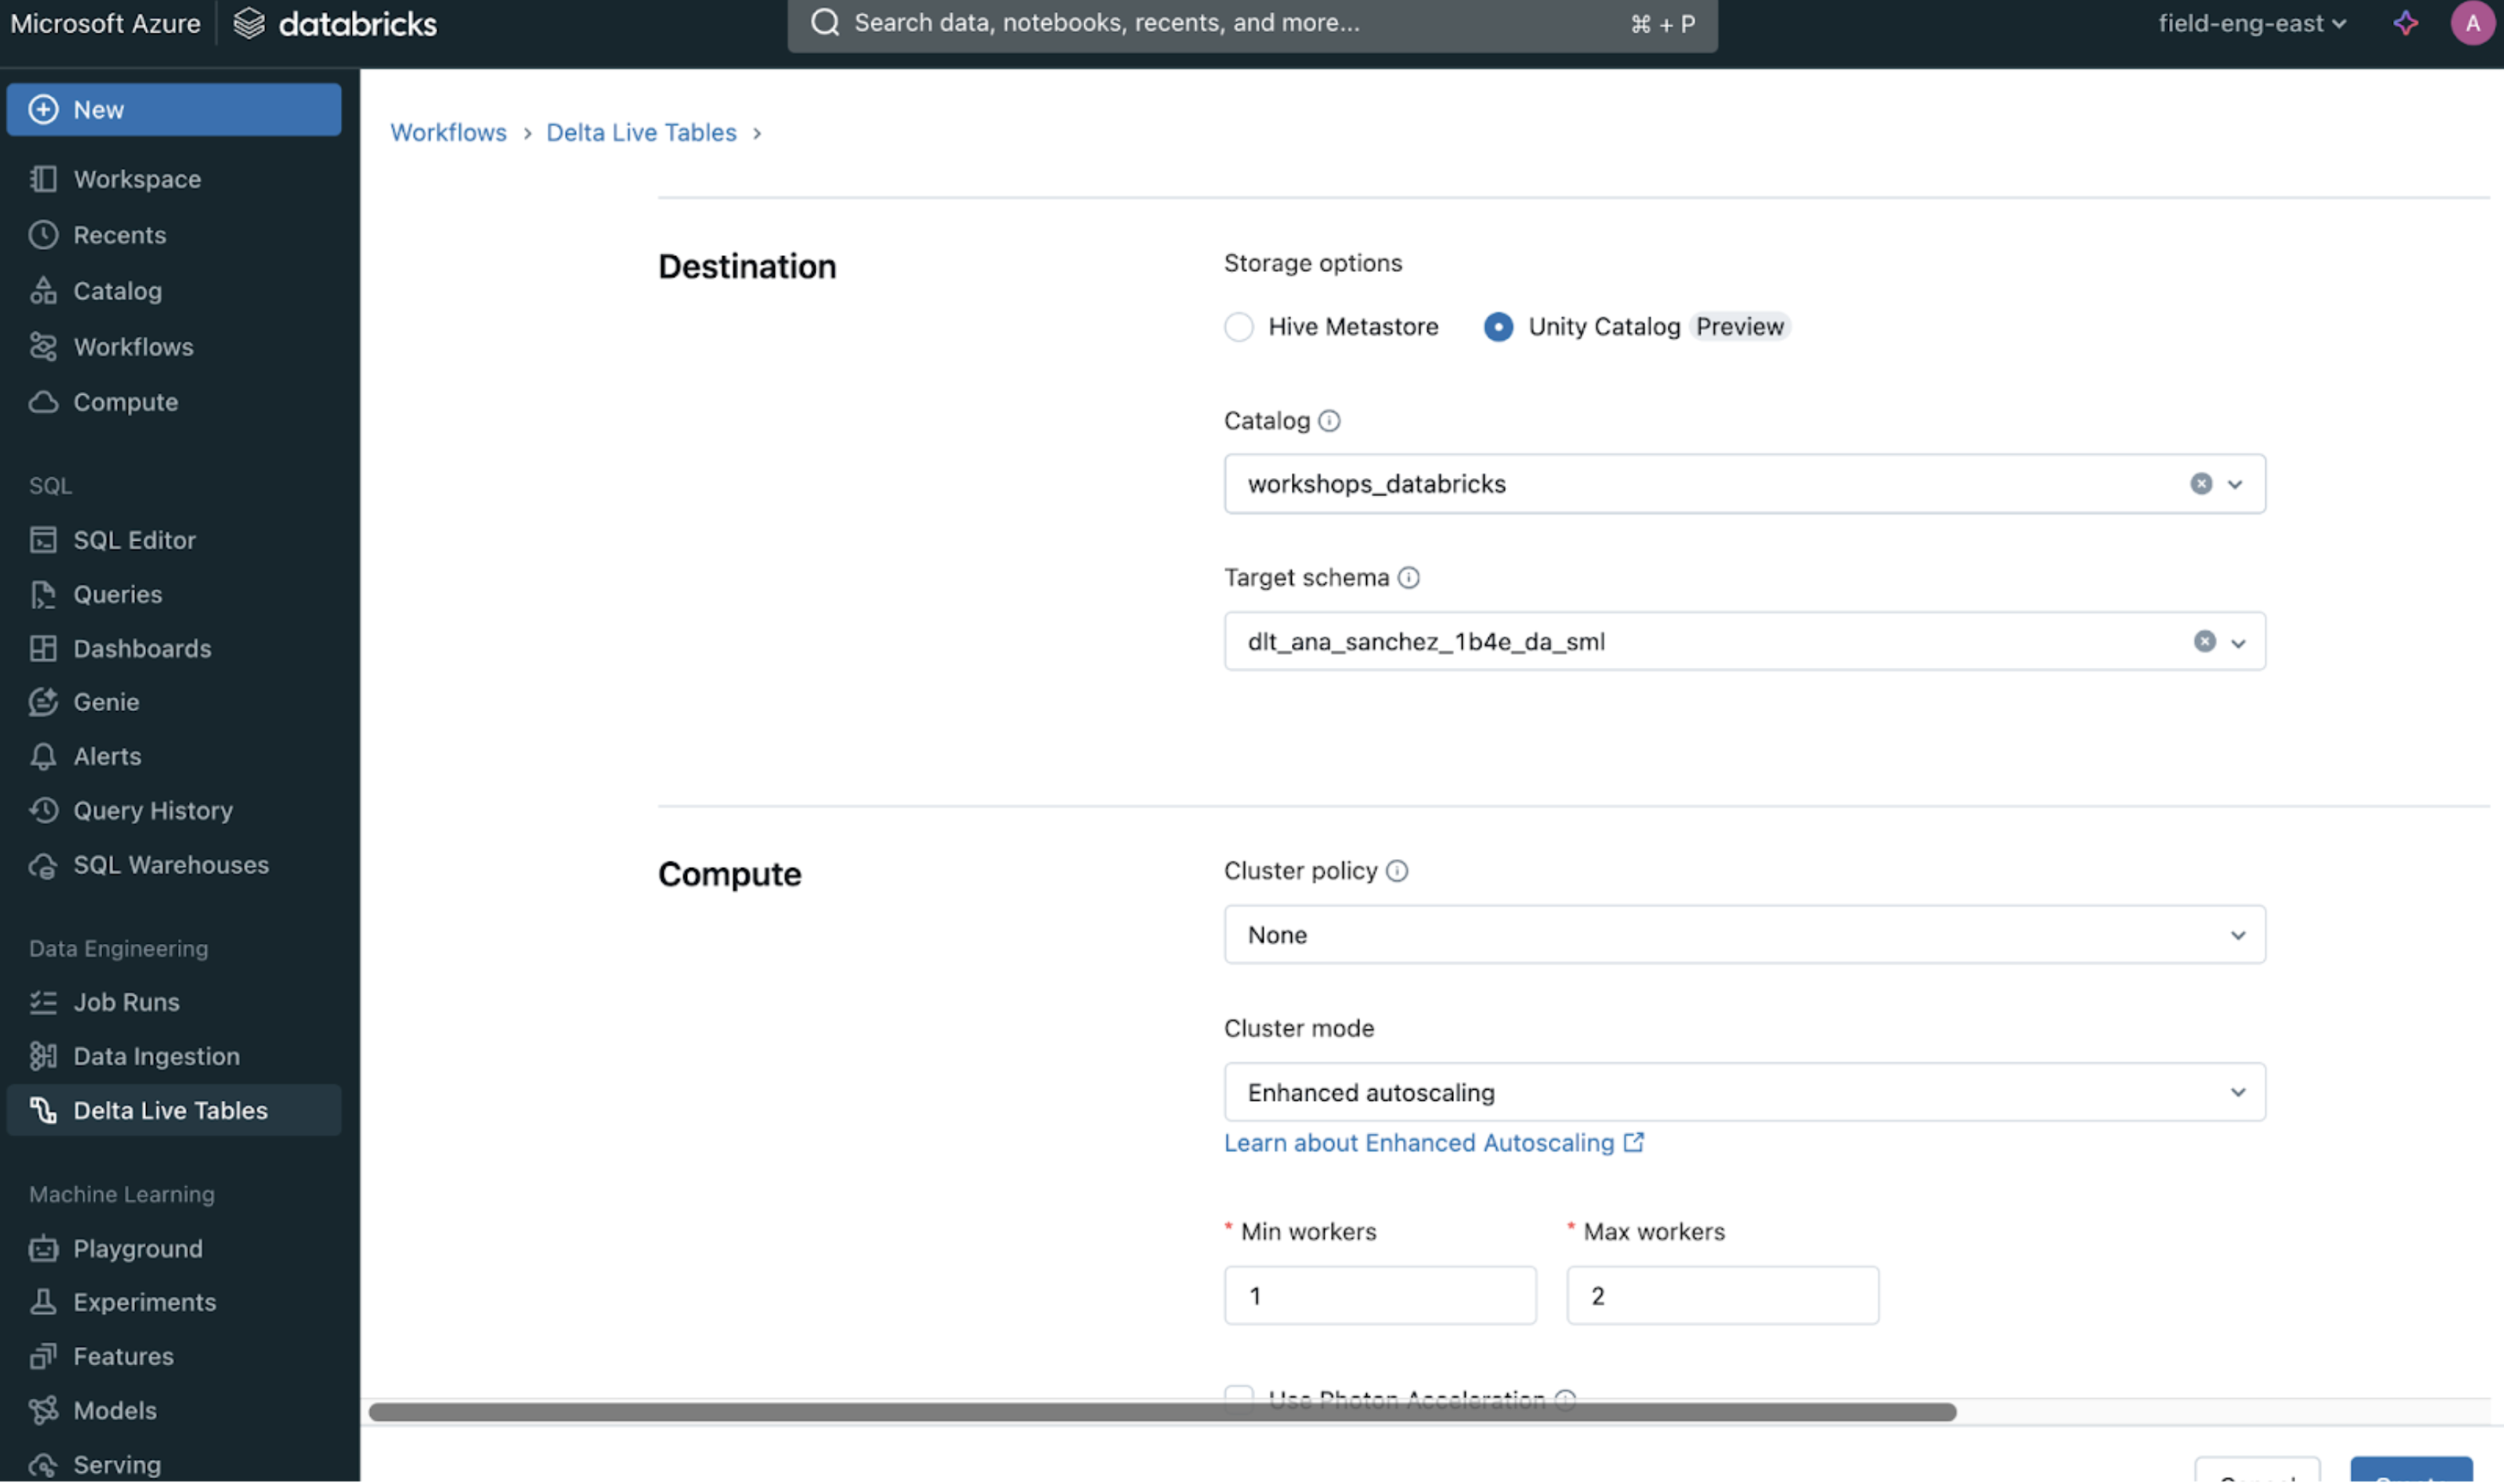 Microsoft Azure databricks
Search data, notebooks, recents, and more... ⌘ + P
field-eng-east
A
New
Workspace
Recents
Catalog
Workflows
Compute
SQL
SQL Editor
Queries
Dashboards
Genie
Alerts
Query History
SQL Warehouses
Data Engineering
Job Runs
Data Ingestion
Delta Live Tables
Machine Learning
Playground
Experiments
Features
Models
Serving
Workflows › Delta Live Tables ›
Destination
Storage options
Hive Metastore Unity Catalog Preview
Catalog
workshops_databricks
Target schema
dlt_ana_sanchez_1b4e_da_sml
Compute
Cluster policy
None
Cluster mode
Enhanced autoscaling
Learn about Enhanced Autoscaling
* Min workers * Max workers
1 2
Use Photon Acceleration